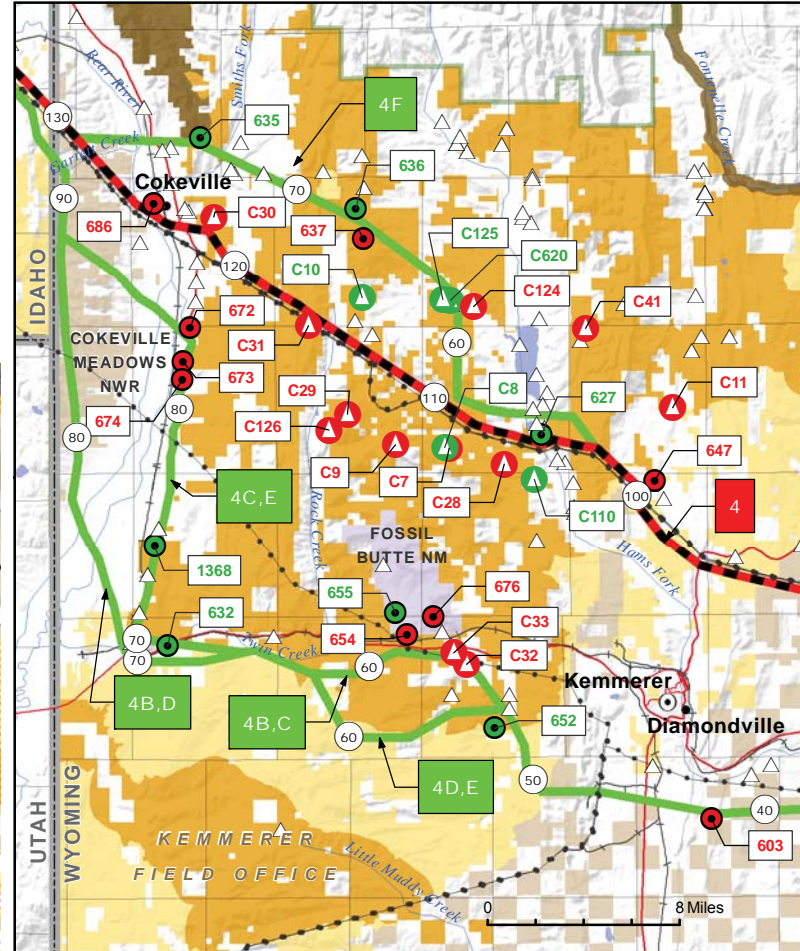 Bear River
Smiths Fork
Fontenelle Creek
4F
130
635
Garrett Creek
636
Cokeville
70
90
C30
686
637
C125
C620
IDAHO
C10
120
C124
C41
672
COKEVILLE
MEADOWS
NWR
C31
60
673
C29
C8
C11
110
627
674
80
C126
80
C9
C7
647
C28
4C,E
Rock Creek
100
4
C110
FOSSIL
BUTTE NM
Hams Fork
1368
655
676
632
C33
654
70
Twin Creek
70
C32
60
Kemmerer
4B,D
4B,C
Diamondville
652
60
4D,E
50
UTAH
WYOMING
40
KEMMERER
FIELD OFFICE
603
Little Muddy Creek
0
8 Miles